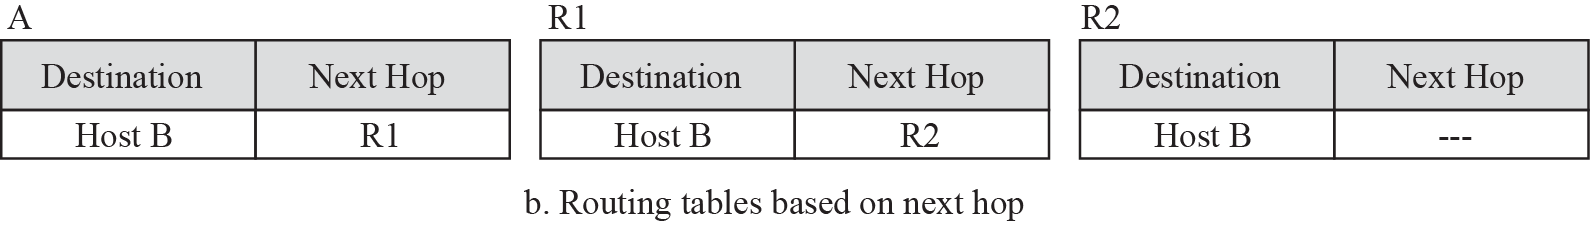 A R1 R2
Destination Next Hop Destination Next Hop Destination Next Hop
Host B R1 Host B R2 Host B ---
b. Routing tables based on next hop